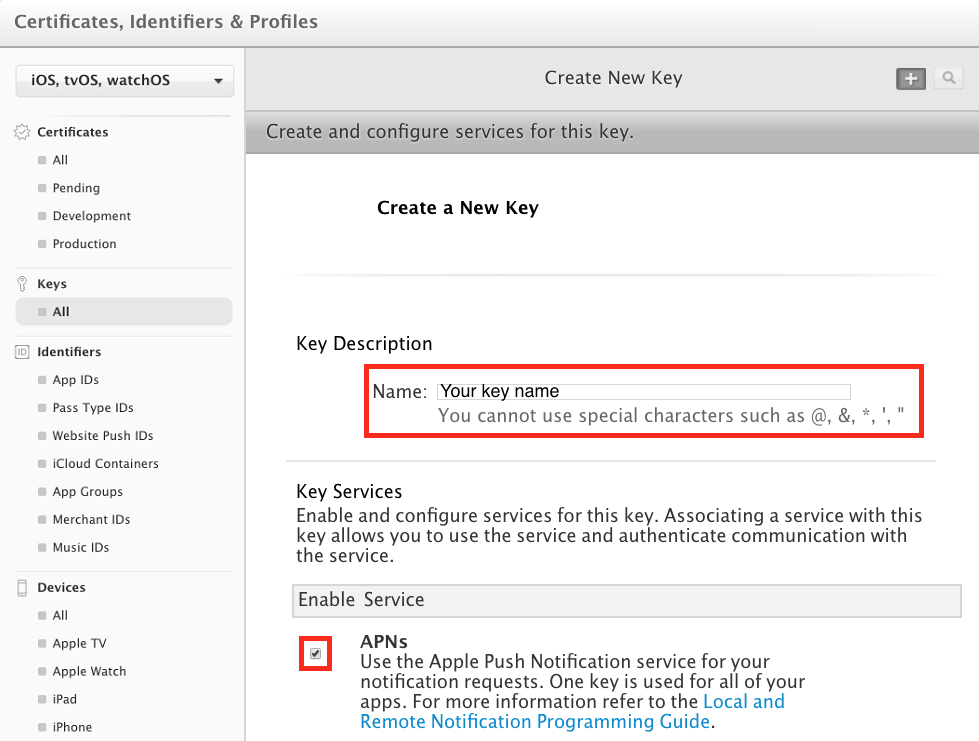 Certificates, Identifiers & Profiles
iOS, tvOS, watchOS
Certificates
All
Pending
Development
Production
Keys
All
ID
Identifiers
App IDs
Pass Type IDs
Website Push IDs
iCloud Containers
App Groups
Merchant IDs
Music IDs
Devices
All
Apple TV
Apple Watch
iPad
iPhone
Create New Key
Create and configure services for this key.
Create a New Key
Key Description
Name: Your key name
You cannot use special characters such as @, &, *, ', "
Key Services
Enable and configure services for this key. Associating a service with this
key allows you to use the service and authenticate communication with
the service.
Enable Service
APNs
Use the Apple Push Notification service for your
notification requests. One key is used for all of your
apps. For more information refer to the Local and
Remote Notification Programming Guide.